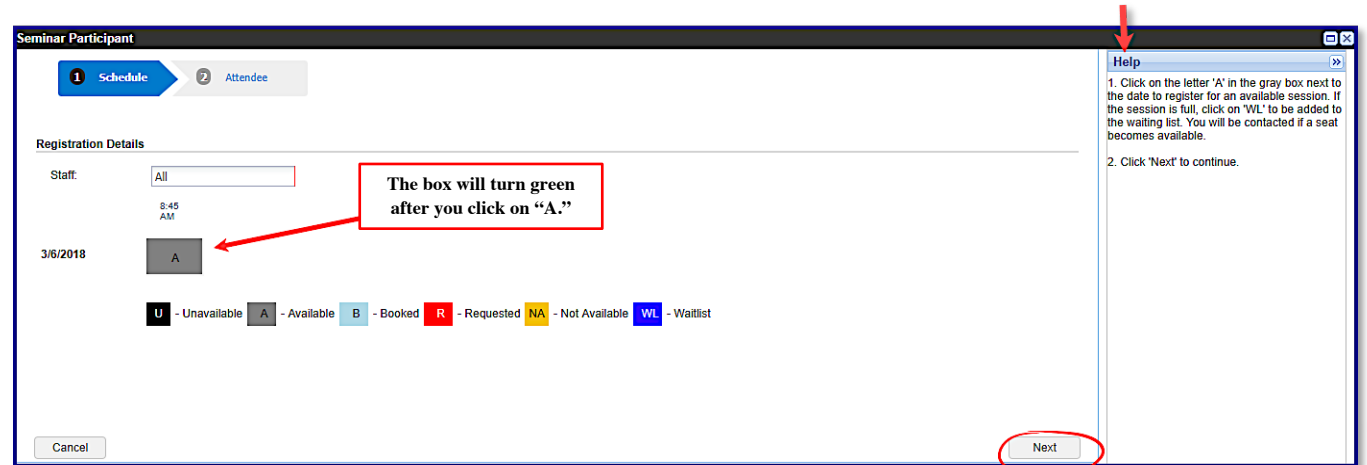 Seminar Participant
1 Schedule
2 Attendee
Registration Details
Staff:
All
The box will turn green
after you click on “A.”
8:45
AM
3/6/2018
A
U - Unavailable A - Available B - Booked R - Requested NA - Not Available WL - Waitlist
Cancel
Next
Help
1. Click on the letter 'A' in the gray box next to
the date to register for an available session. If
the session is full, click on 'WL' to be added to
the waiting list. You will be contacted if a seat
becomes available.
2. Click 'Next' to continue.